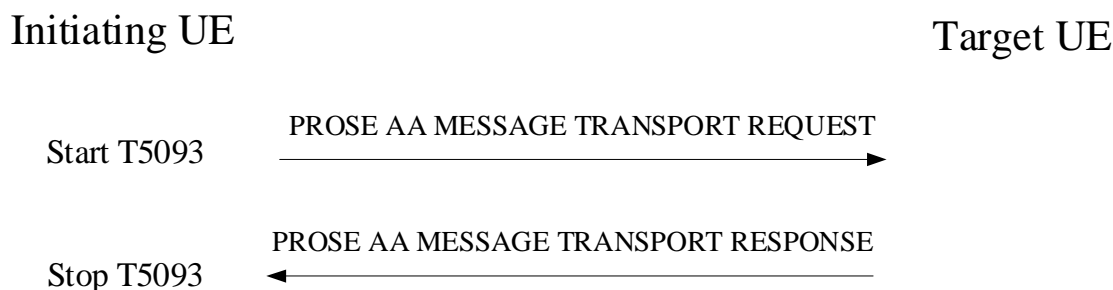 Initiating UE
Target UE
PROSE AA MESSAGE TRANSPORT REQUEST
Start T5093
PROSE AA MESSAGE TRANSPORT RESPONSE
Stop T5093